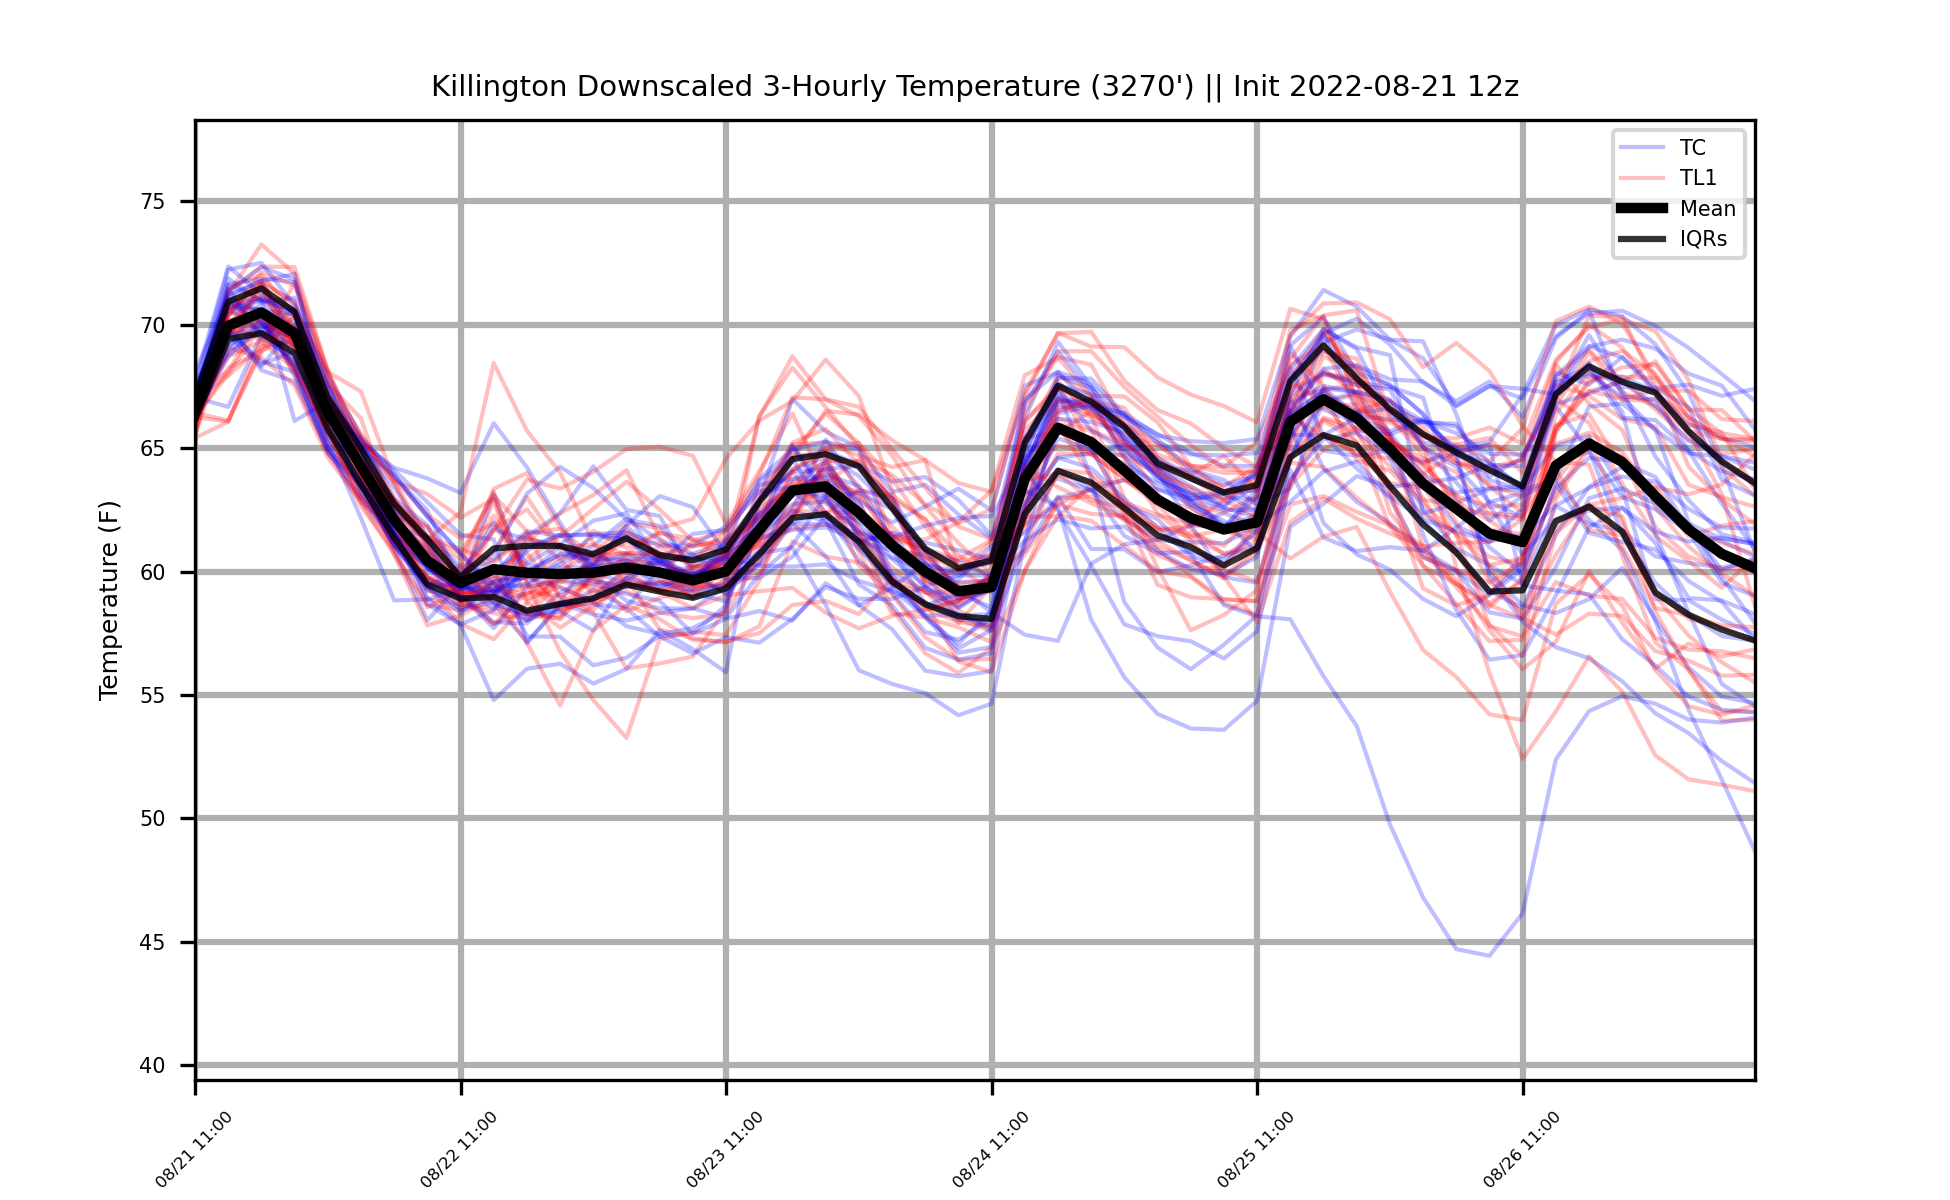 Killington Downscaled 3-Hourly Temperature (3270') || Init 2022-08-21 12z
TC
TL1
Mean
IQRs
Temperature (F)
75
70
65
60
55
50
45
40
08/21 11:00
08/22 11:00
08/23 11:00
08/24 11:00
08/25 11:00
08/26 11:00